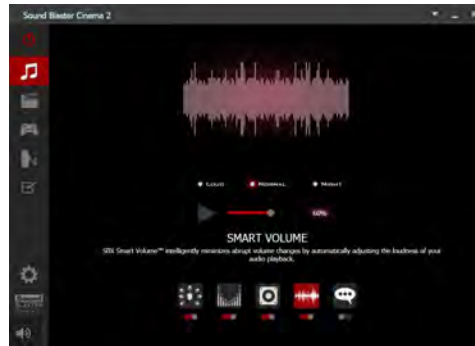 Sound Blaster Cinema 2
LOUD NORMAL NIGHT
60%
SMART VOLUME
SBX Smart Volume™ intelligently minimizes abrupt volume changes by automatically adjusting the loudness of your
audio playback.